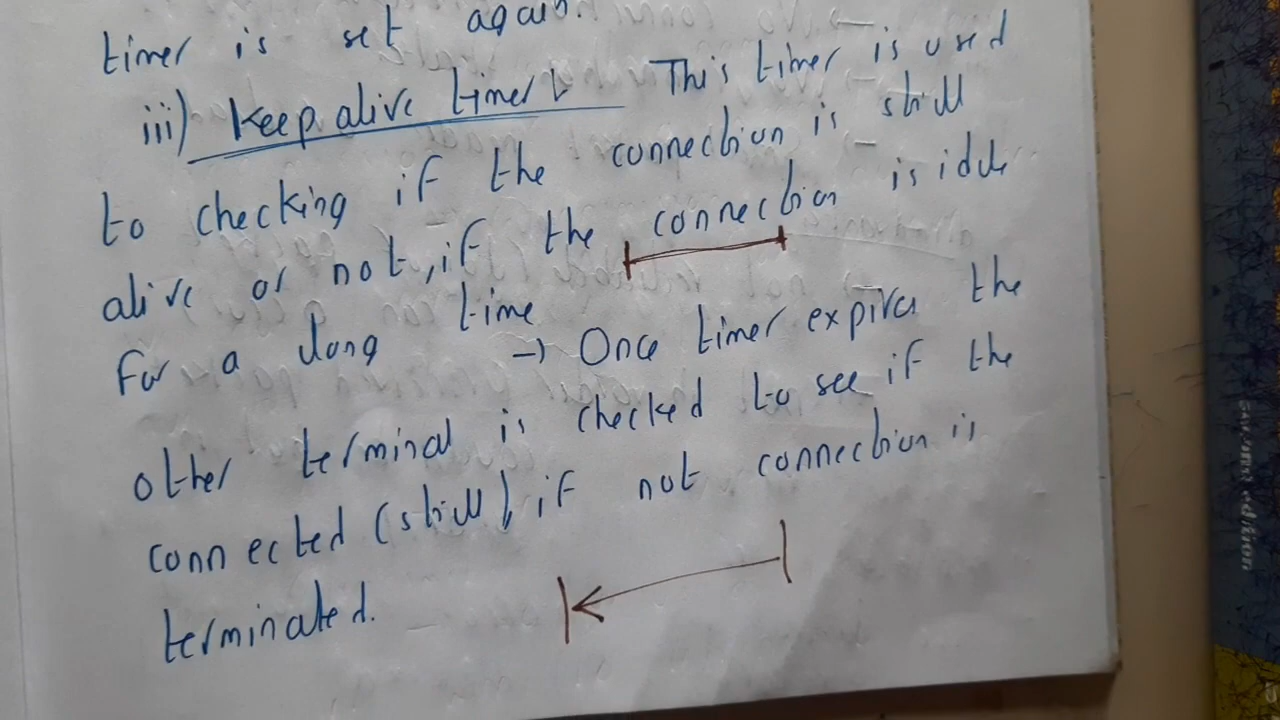 timer is set again.
iii) Keep alive timer :- This timer is used
to checking if the connection is still
alive or not, if the connection is idle
for a long time
→ Once timer expires the
other terminal is checked to see if the
connected (still), if not connection is
terminated.
edition